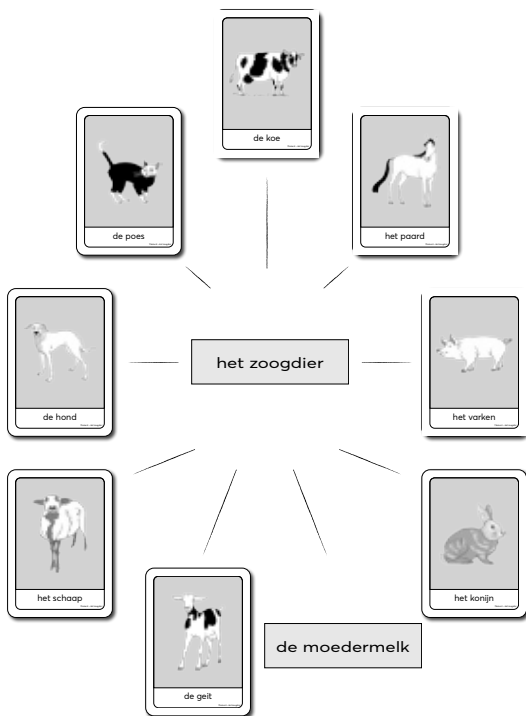 de koe
de poes
het paard
het zoogdier
de hond
het varken
het schaap
het konijn
de moedermelk
de geit